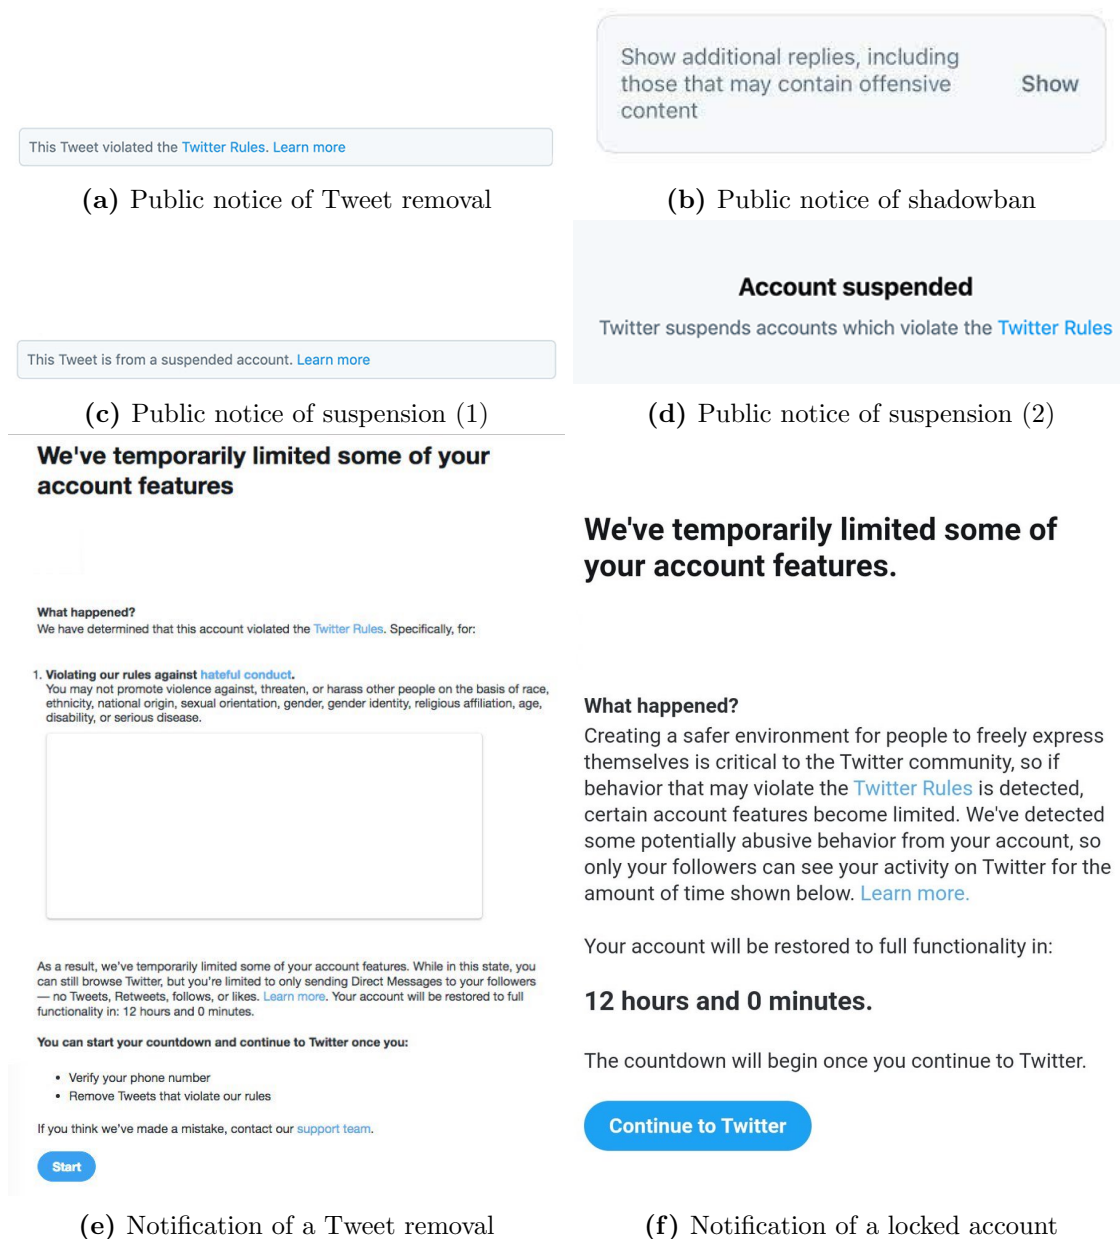 This Tweet violated the Twitter Rules. Learn more
(a) Public notice of Tweet removal
Show additional replies, including
those that may contain offensive
content
Show
(b) Public notice of shadowban
This Tweet is from a suspended account. Learn more
(c) Public notice of suspension (1)
Account suspended
Twitter suspends accounts which violate the Twitter Rules
(d) Public notice of suspension (2)
We've temporarily limited some of your
account features
What happened?
We have determined that this account violated the Twitter Rules. Specifically, for:
1. Violating our rules against hateful conduct.
You may not promote violence against, threaten, or harass other people on the basis of race,
ethnicity, national origin, sexual orientation, gender, gender identity, religious affiliation, age,
disability, or serious disease.
As a result, we've temporarily limited some of your account features. While in this state, you
can still browse Twitter, but you're limited to only sending Direct Messages to your followers
— no Tweets, Retweets, follows, or likes. Learn more. Your account will be restored to full
functionality in: 12 hours and 0 minutes.
You can start your countdown and continue to Twitter once you:
• Verify your phone number
• Remove Tweets that violate our rules
If you think we've made a mistake, contact our support team.
Start
(e) Notification of a Tweet removal
We've temporarily limited some of
your account features.
What happened?
Creating a safer environment for people to freely express
themselves is critical to the Twitter community, so if
behavior that may violate the Twitter Rules is detected,
certain account features become limited. We've detected
some potentially abusive behavior from your account, so
only your followers can see your activity on Twitter for the
amount of time shown below. Learn more.
Your account will be restored to full functionality in:
12 hours and 0 minutes.
The countdown will begin once you continue to Twitter.
Continue to Twitter
(f) Notification of a locked account